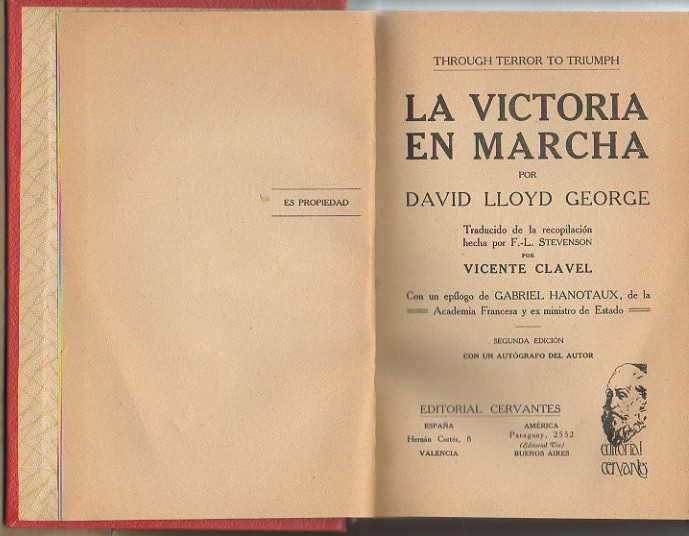 ES PROPIEDAD
THROUGH TERROR TO TRIUMPH
LA VICTORIA
EN MARCHA
POR
DAVID LLOYD GEORGE
Traducido de la recopilación
hecha por F.-L. STEVENSON
POR
VICENTE CLAVEL
Con un epílogo de GABRIEL HANOTAUX, de la
Academia Francesa y ex ministro de Estado
SEGUNDA EDICIÓN
CON UN AUTÓGRAFO DEL AUTOR
EDITORIAL CERVANTES
ESPAÑA
Hernán Cortés, 8
VALENCIA
AMÉRICA
Paraguay, 2552
(Editorial Tor)
BUENOS AIRES
editorial
cervantes